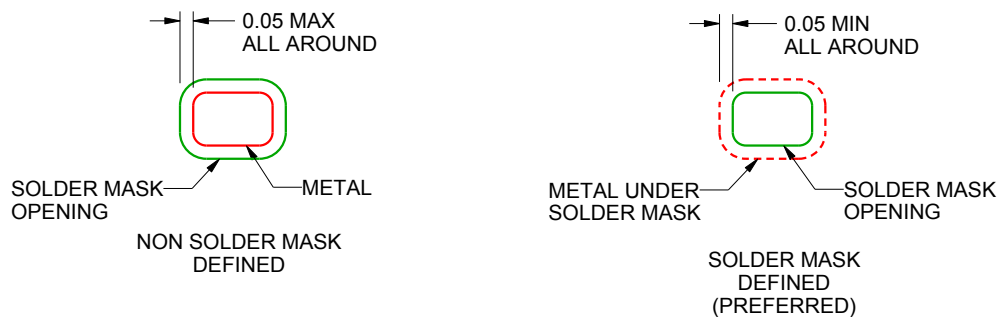 0.05 MAX
ALL AROUND
SOLDER MASK
OPENING
METAL
NON SOLDER MASK
DEFINED
0.05 MIN
ALL AROUND
METAL UNDER
SOLDER MASK
SOLDER MASK
OPENING
SOLDER MASK
DEFINED
(PREFERRED)